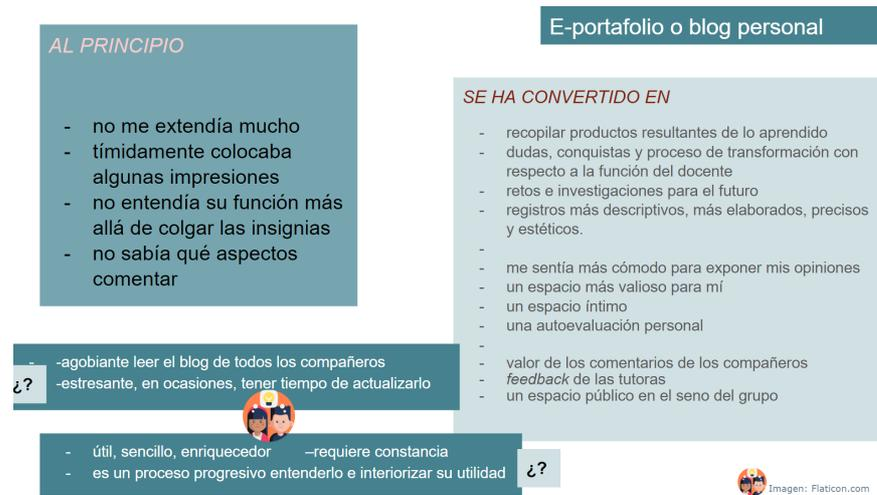 E-portafolio o blog personal
AL PRINCIPIO
- no me extendía mucho
- tímidamente colocaba
algunas impresiones
- no entendía su función más
allá de colgar las insignias
- no sabía qué aspectos
comentar
SE HA CONVERTIDO EN
- recopilar productos resultantes de lo aprendido
- dudas, conquistas y proceso de transformación con
respecto a la función del docente
- retos e investigaciones para el futuro
- registros más descriptivos, más elaborados, precisos
y estéticos.
-
- me sentía más cómodo para exponer mis opiniones
- un espacio más valioso para mí
- un espacio íntimo
- una autoevaluación personal
-
- valor de los comentarios de los compañeros
- feedback de las tutoras
- un espacio público en el seno del grupo
- -agobiante leer el blog de todos los compañeros
-estresante, en ocasiones, tener tiempo de actualizarlo
¿?
- útil, sencillo, enriquecedor –requiere constancia
- es un proceso progresivo entenderlo e interiorizar su utilidad
¿?
Imagen: Flaticon.com